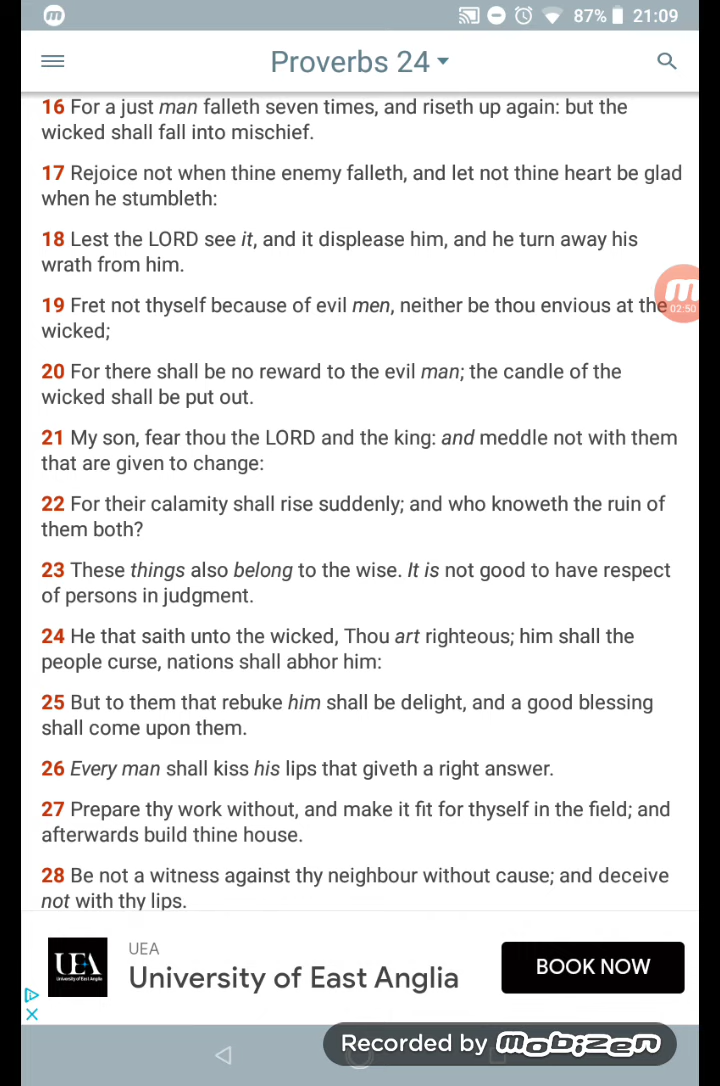 m 87% 21:09
Proverbs 24
16 For a just man falleth seven times, and riseth up again: but the
wicked shall fall into mischief.
17 Rejoice not when thine enemy falleth, and let not thine heart be glad
when he stumbleth:
18 Lest the LORD see it, and it displease him, and he turn away his
wrath from him.
19 Fret not thyself because of evil men, neither be thou envious at the
wicked;
m
02:50
20 For there shall be no reward to the evil man; the candle of the
wicked shall be put out.
21 My son, fear thou the LORD and the king: and meddle not with them
that are given to change:
22 For their calamity shall rise suddenly; and who knoweth the ruin of
them both?
23 These things also belong to the wise. It is not good to have respect
of persons in judgment.
24 He that saith unto the wicked, Thou art righteous; him shall the
people curse, nations shall abhor him:
25 But to them that rebuke him shall be delight, and a good blessing
shall come upon them.
26 Every man shall kiss his lips that giveth a right answer.
27 Prepare thy work without, and make it fit for thyself in the field; and
afterwards build thine house.
28 Be not a witness against thy neighbour without cause; and deceive
not with thy lips.
UEA
University of East Anglia
UEA
University of East Anglia
BOOK NOW
Recorded by mobizen